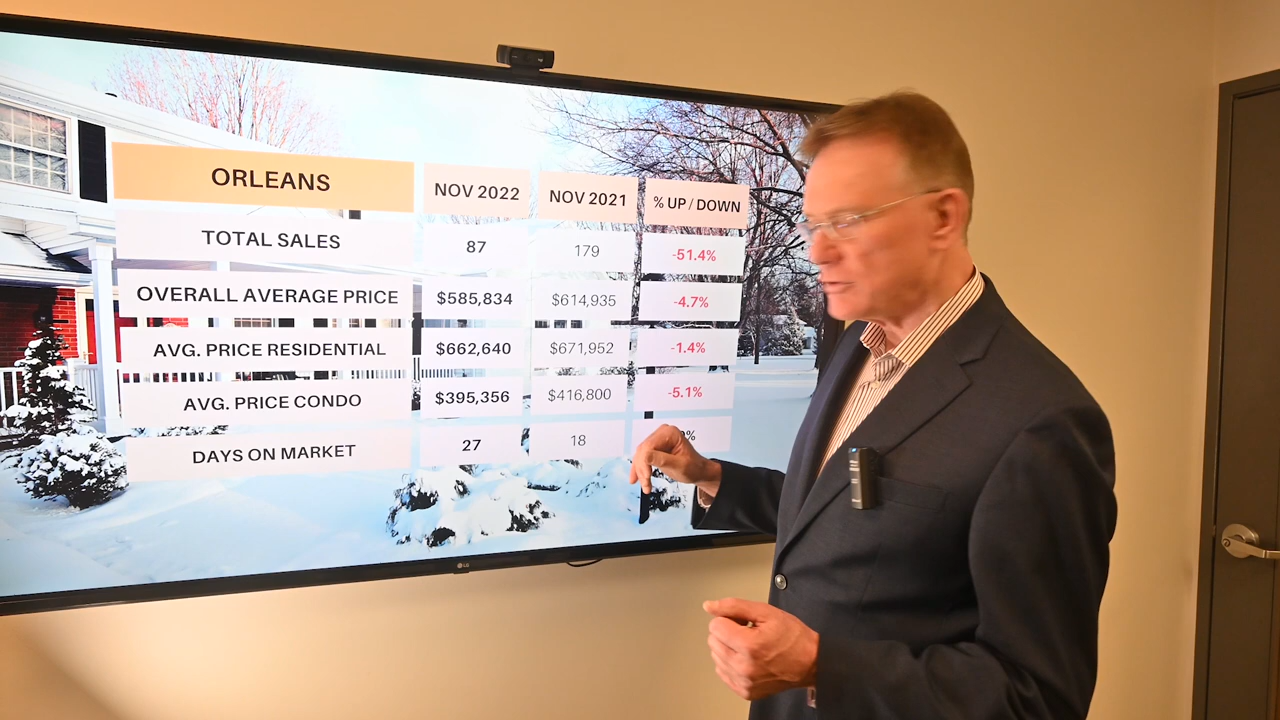 ORLEANS NOV 2022 NOV 2021 % UP / DOWN
TOTAL SALES 87 179 -51.4%
OVERALL AVERAGE PRICE $585,834 $614,935 -4.7%
AVG. PRICE RESIDENTIAL $662,640 $671,952 -1.4%
AVG. PRICE CONDO $395,356 $416,800 -5.1%
DAYS ON MARKET 27 18
LG